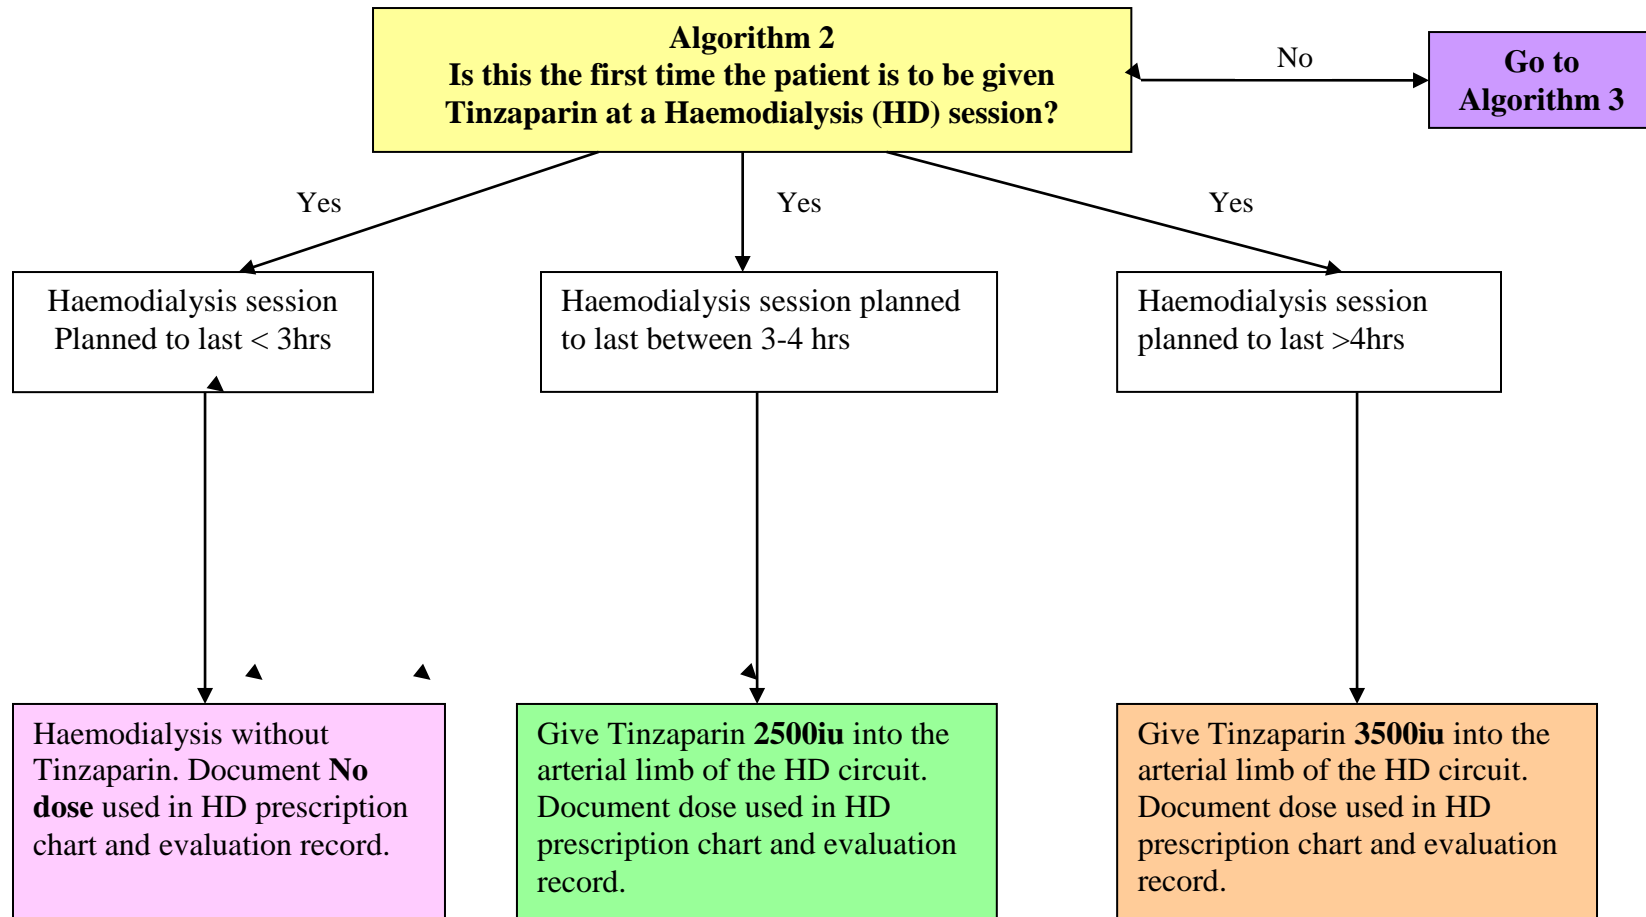 Algorithm 2
Is this the first time the patient is to be given
Tinzaparin at a Haemodialysis (HD) session?
No
Go to
Algorithm 3
Yes
Yes
Yes
Haemodialysis session
Planned to last < 3hrs
Haemodialysis session planned
to last between 3-4 hrs
Haemodialysis session
planned to last >4hrs
Haemodialysis without
Tinzaparin. Document No
dose used in HD prescription
chart and evaluation record.
Give Tinzaparin 2500iu into the
arterial limb of the HD circuit.
Document dose used in HD
prescription chart and evaluation
record.
Give Tinzaparin 3500iu into the
arterial limb of the HD circuit.
Document dose used in HD
prescription chart and evaluation
record.